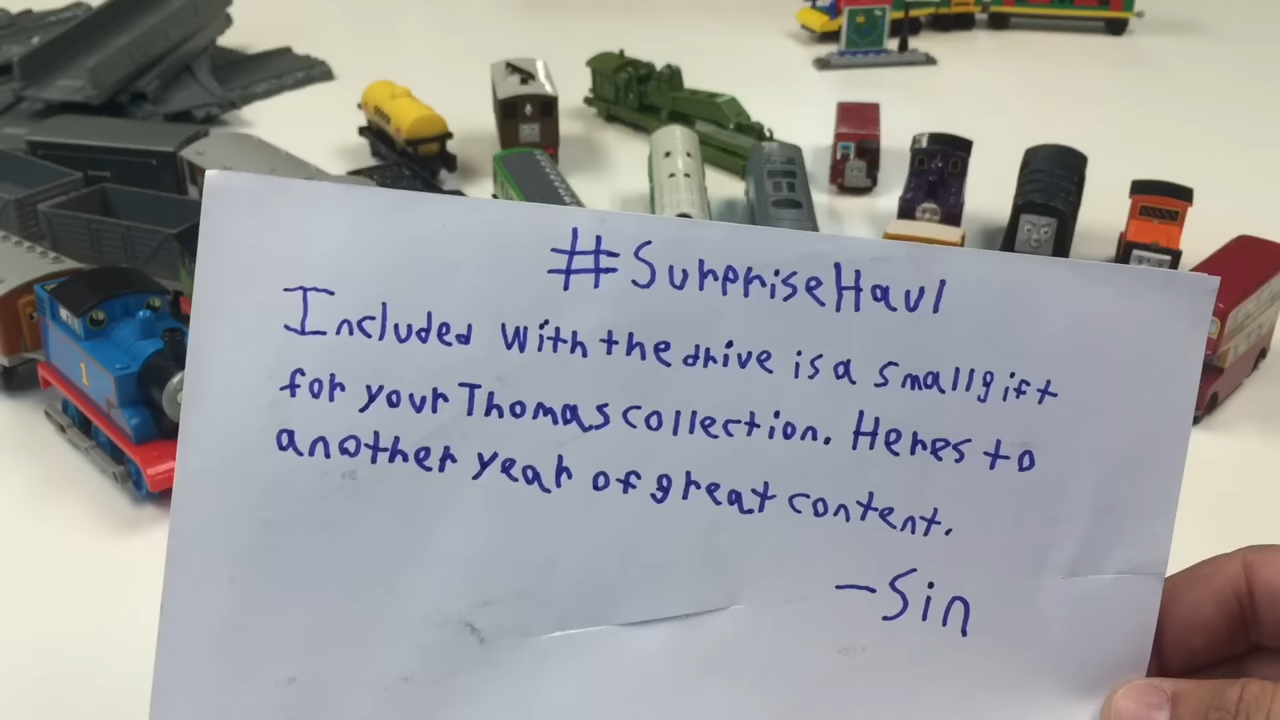 #SurpriseHaul
Included with the drive is a small gift
for your Thomas collection. Heres to
another year of great content.
-Sin
1